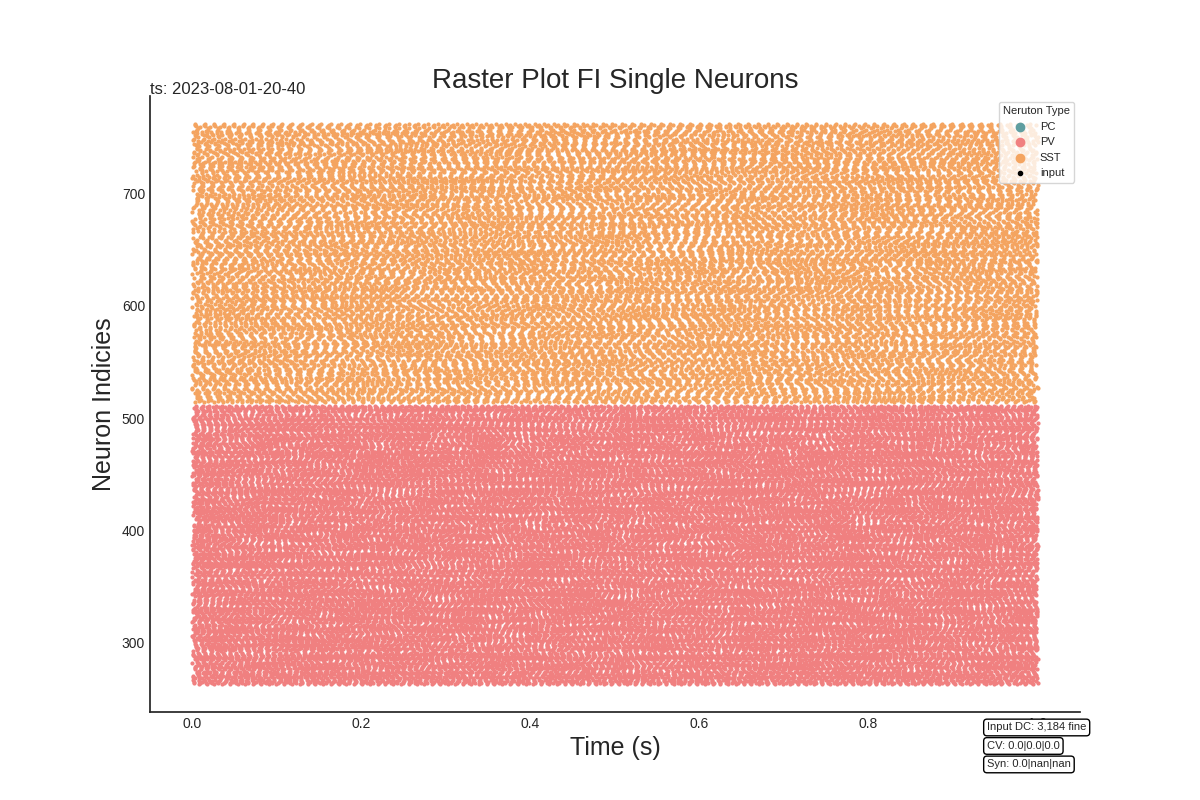 Raster Plot FI Single Neurons
ts: 2023-08-01-20-40
Neruton Type
PC
PV
SST
input
700
600
500
400
300
Neuron Indicies
0.0 0.2 0.4 0.6 0.8
Time (s)
Input DC: 3,184 fine
CV: 0.0|0.0|0.0
Syn: 0.0|nan|nan